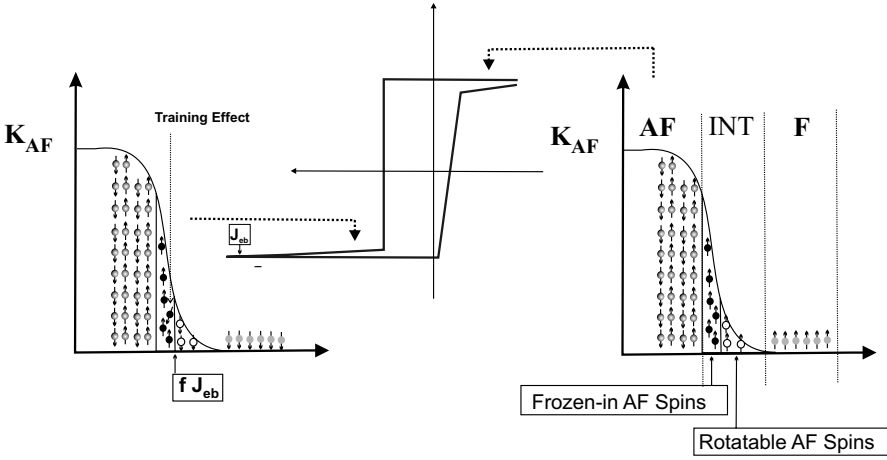 Training Effect
K_AF
J_eb
–
f J_eb
K_AF
AF INT F
Frozen-in AF Spins
Rotatable AF Spins